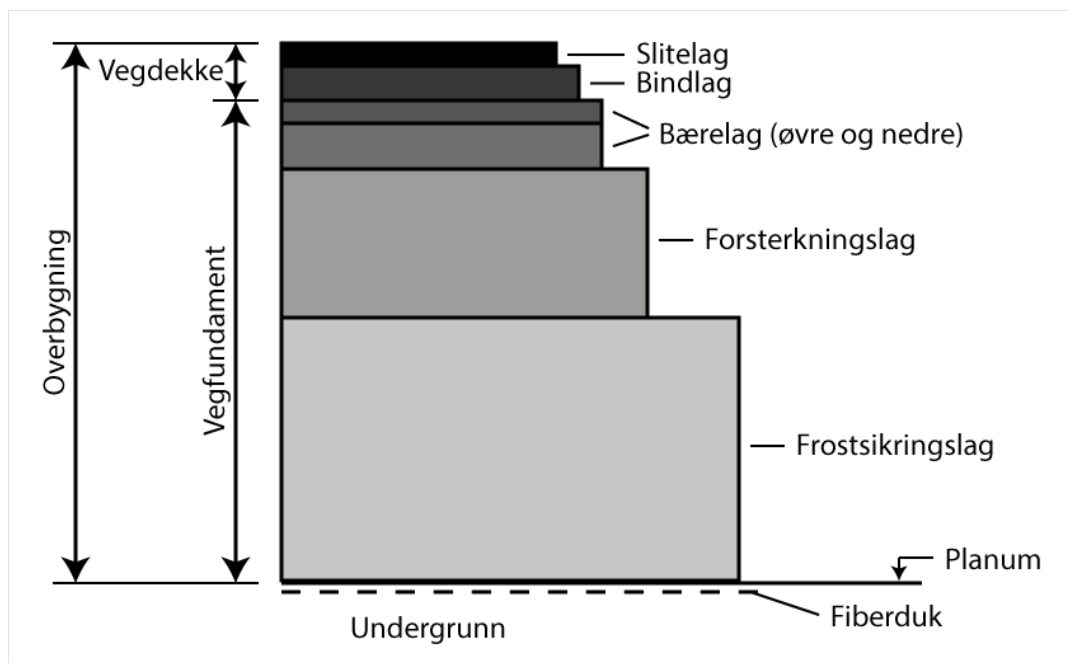 Slitelag
Vegdekke
Bindlag
Bærelag (øvre og nedre)
Forsterkningslag
Overbygning
Vegfundament
Frostsikringslag
Planum
Fiberduk
Undergrunn